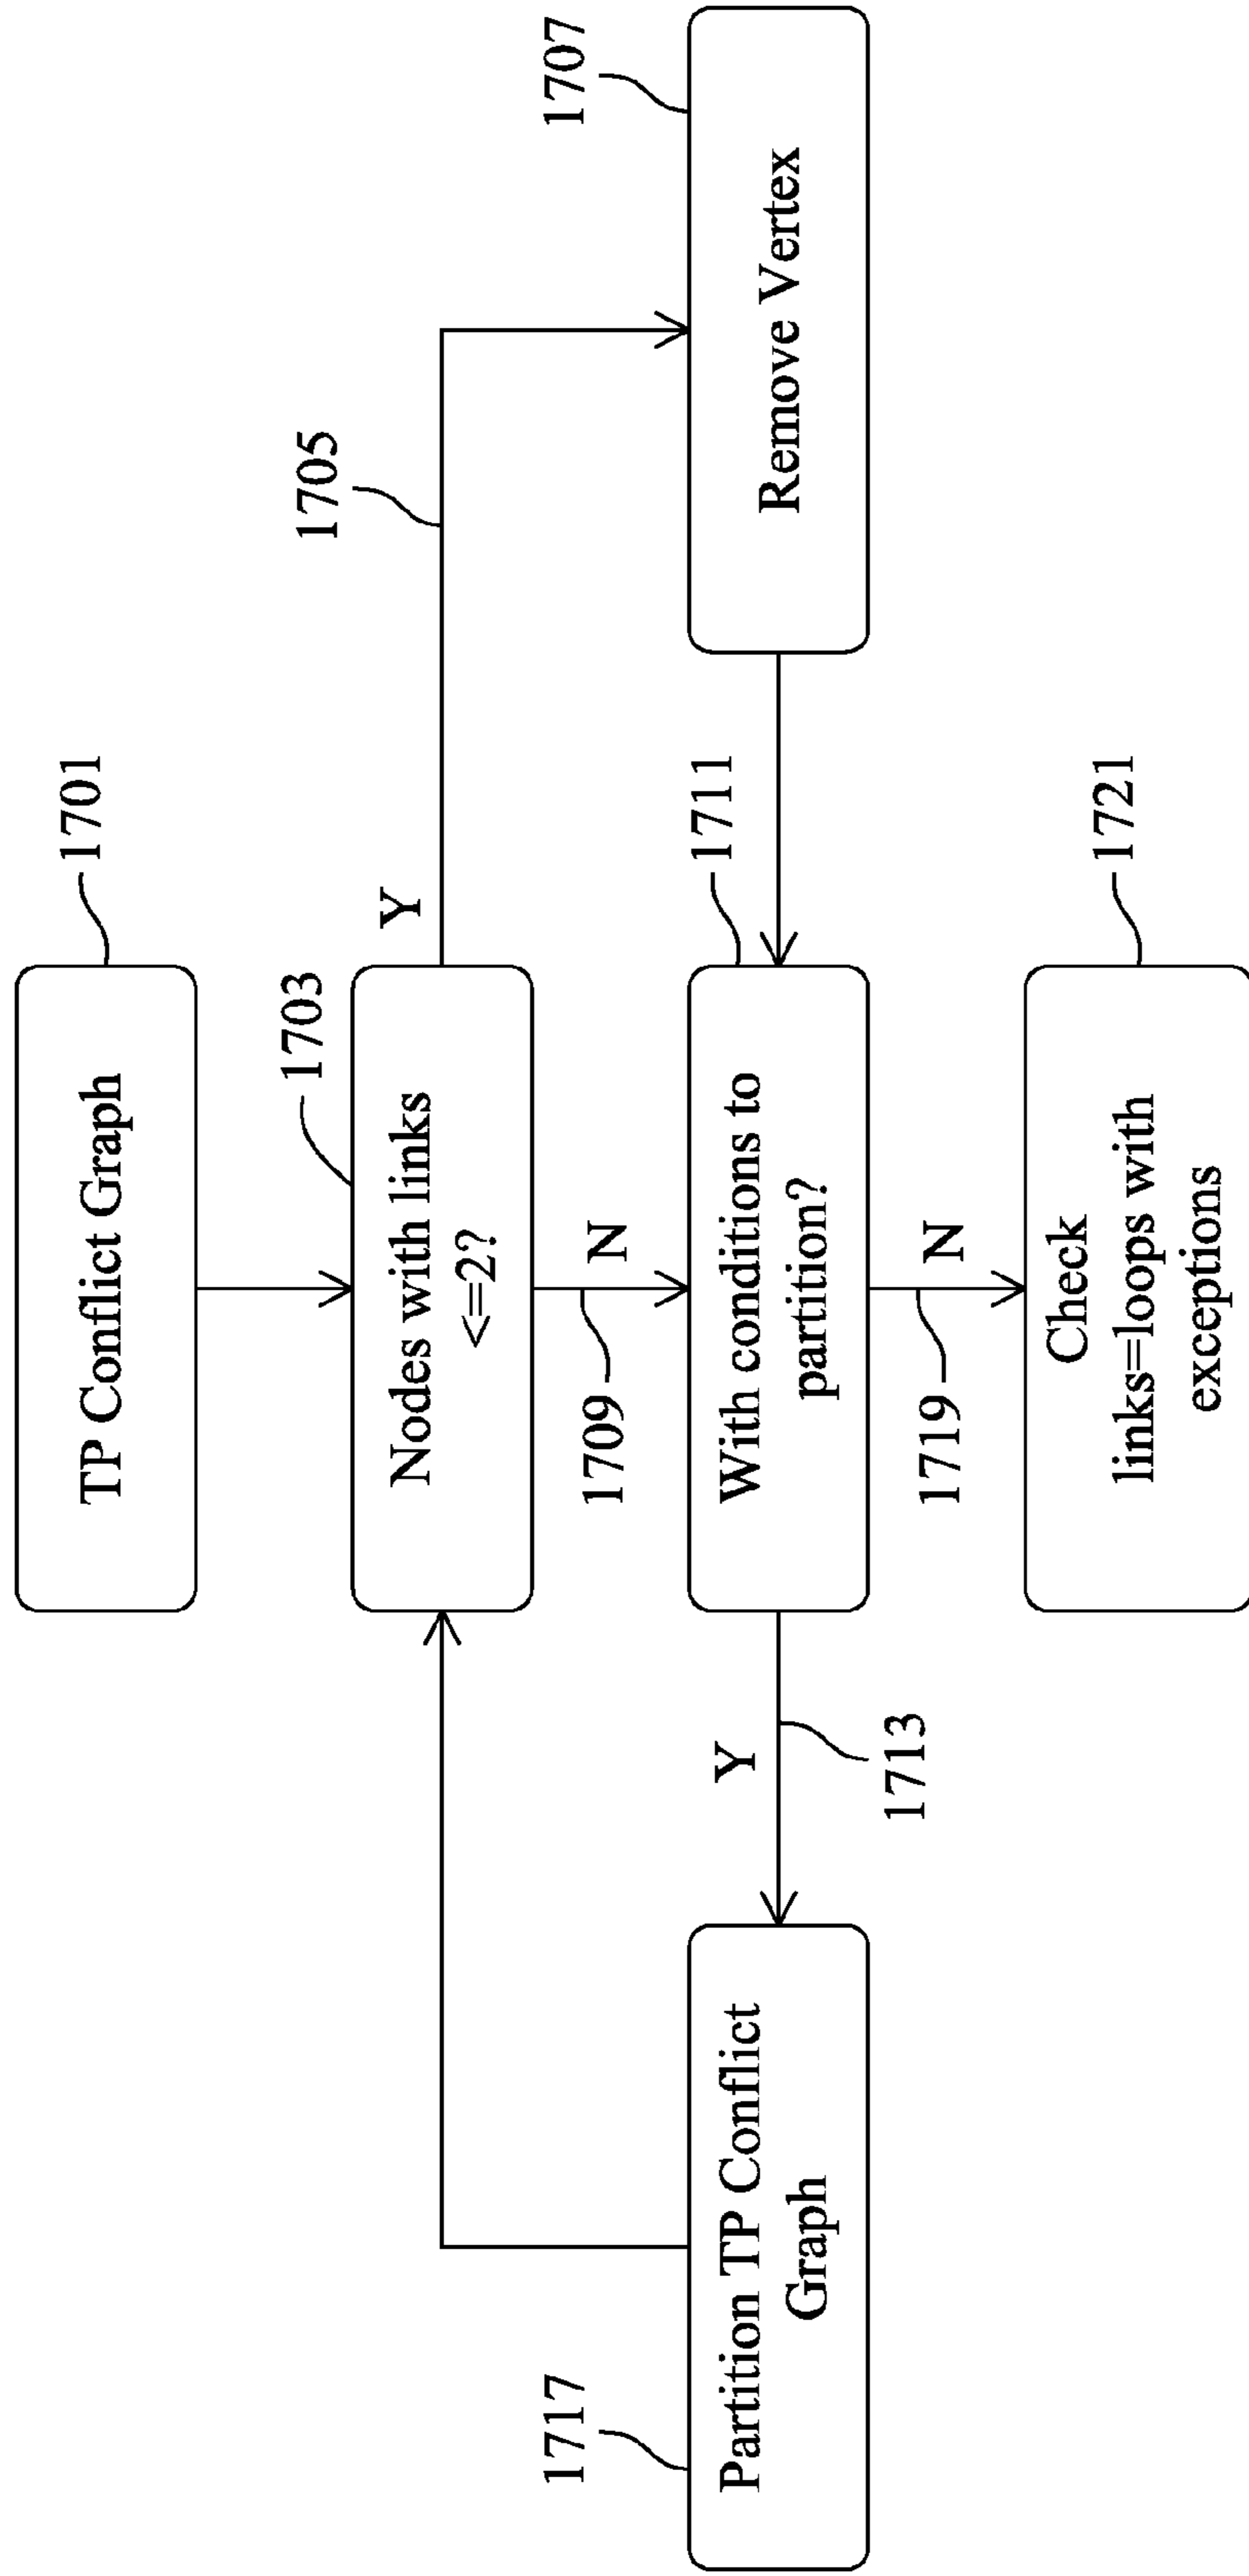 TP Conflict Graph
1701
1703
Nodes with links
<=2?
Y
1705
1707
Remove Vertex
1709
N
1711
With conditions to
partition?
Y
1713
1717
Partition TP Conflict
Graph
1719
N
1721
Check
links=loops with
exceptions